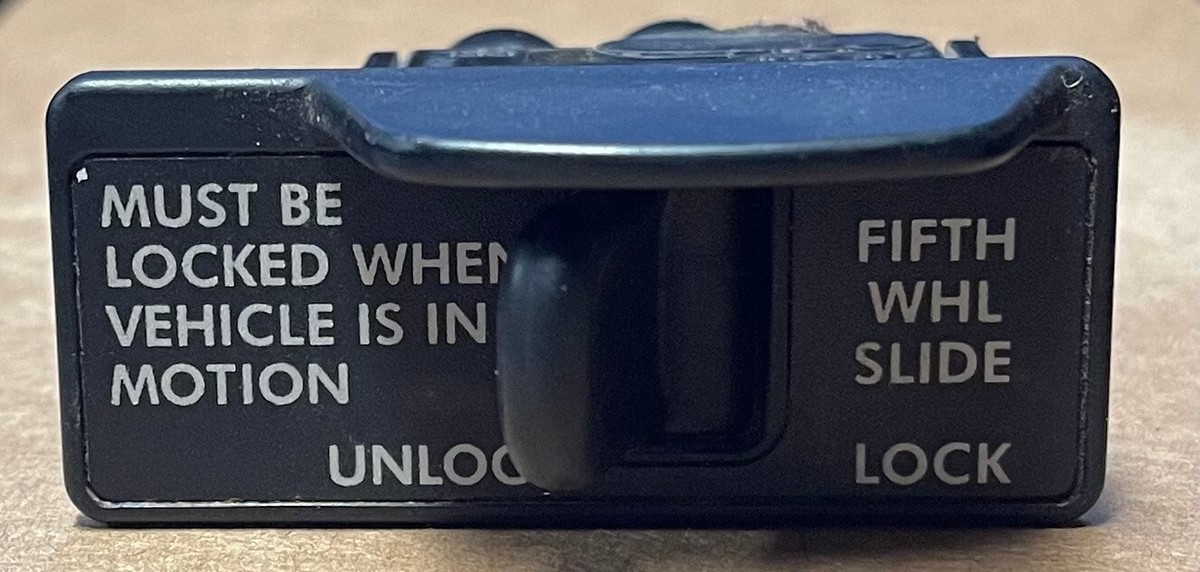 MUST BE
LOCKED WHEN
VEHICLE IS IN
MOTION
UNLOC
FIFTH
WHL
SLIDE
LOCK